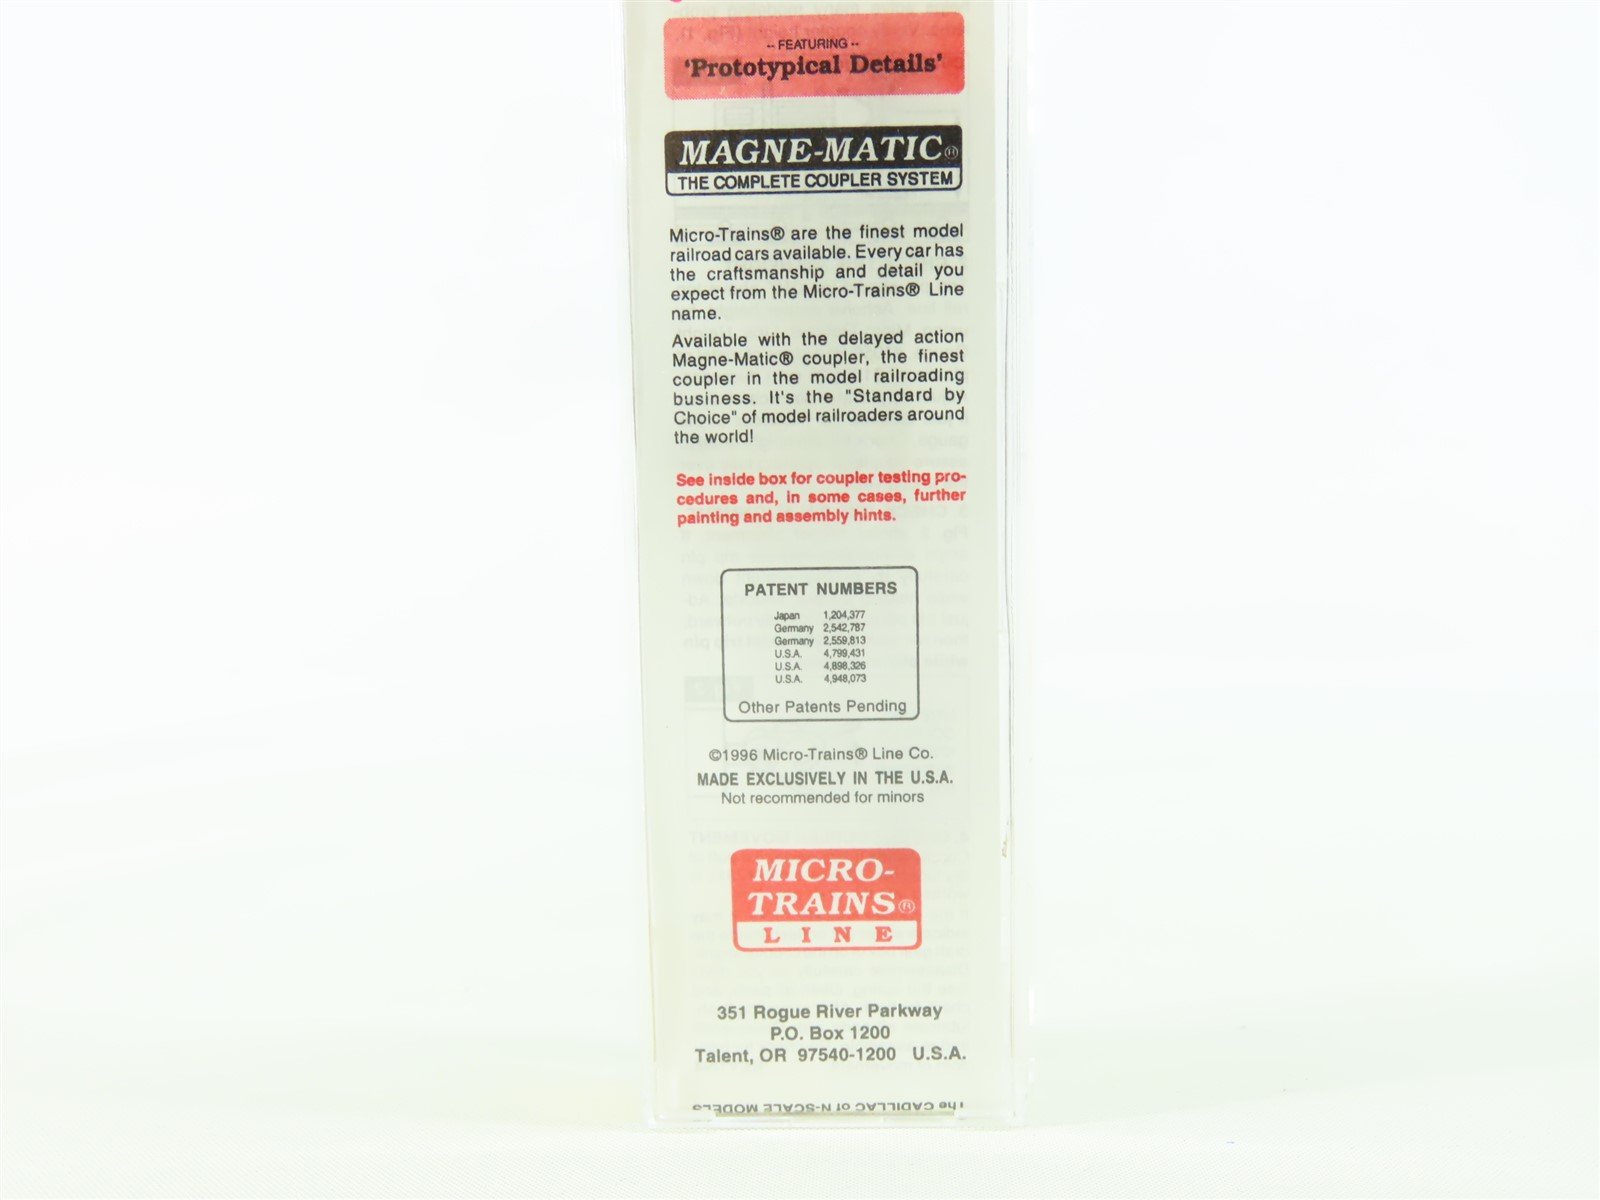 -- FEATURING --
'Prototypical Details'
MAGNE-MATIC®
THE COMPLETE COUPLER SYSTEM
Micro-Trains® are the finest model
railroad cars available. Every car has
the craftsmanship and detail you
expect from the Micro-Trains® Line
name.
Available with the delayed action
Magne-Matic® coupler, the finest
coupler in the model railroading
business. It's the "Standard by
Choice" of model railroaders around
the world!
See inside box for coupler testing pro-
cedures and, in some cases, further
painting and assembly hints.
PATENT NUMBERS
Japan 1,204,377
Germany 2,542,787
Germany 2,559,813
U.S.A. 4,799,431
U.S.A. 4,898,326
U.S.A. 4,948,073
Other Patents Pending
©1996 Micro-Trains® Line Co.
MADE EXCLUSIVELY IN THE U.S.A.
Not recommended for minors
MICRO-
TRAINS®
LINE
351 Rogue River Parkway
P.O. Box 1200
Talent, OR 97540-1200 U.S.A.
The CADILLAC of N-SCALE MODELS